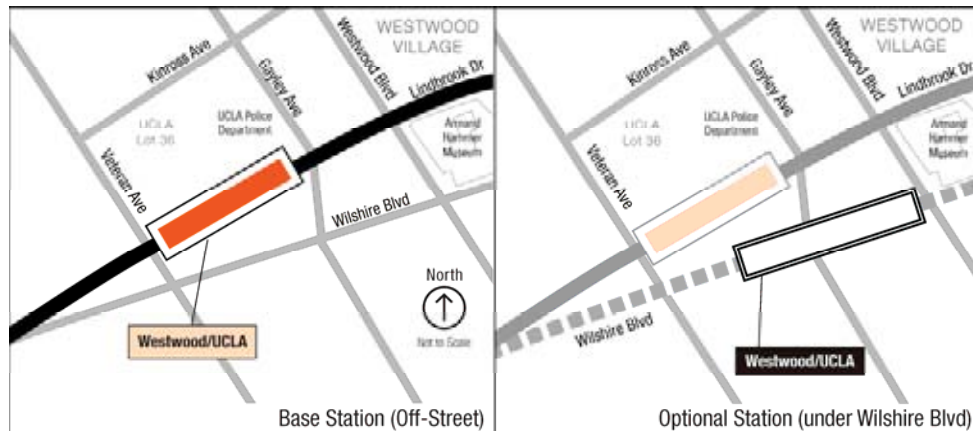 WESTWOOD
VILLAGE
Kinross Ave
Gayley Ave
Westwood Blvd
Lindbrook Dr
UCLA
Lot 36
UCLA Police
Department
Armand
Hammer
Museum
Veteran Ave
Wilshire Blvd
North
Not to Scale
Westwood/UCLA
Base Station (Off-Street)
WESTWOOD
VILLAGE
Kinross Ave
Gayley Ave
Westwood Blvd
Lindbrook Dr
UCLA
Lot 36
UCLA Police
Department
Armand
Hammer
Museum
Veteran Ave
Wilshire Blvd
Westwood/UCLA
Optional Station (under Wilshire Blvd)